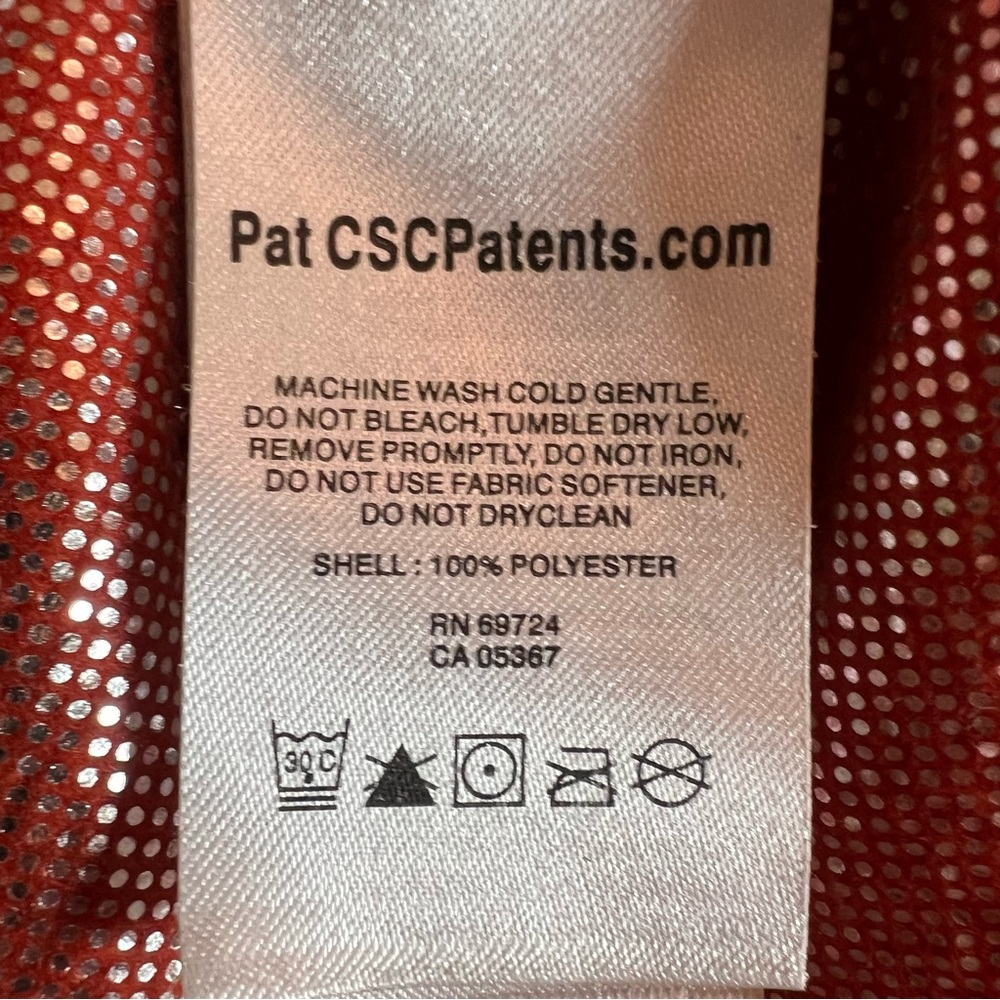 Pat CSCPatents.com
MACHINE WASH COLD GENTLE,
DO NOT BLEACH,TUMBLE DRY LOW,
REMOVE PROMPTLY, DO NOT IRON,
DO NOT USE FABRIC SOFTENER,
DO NOT DRYCLEAN
SHELL : 100% POLYESTER
RN 69724
CA 05367
30 C